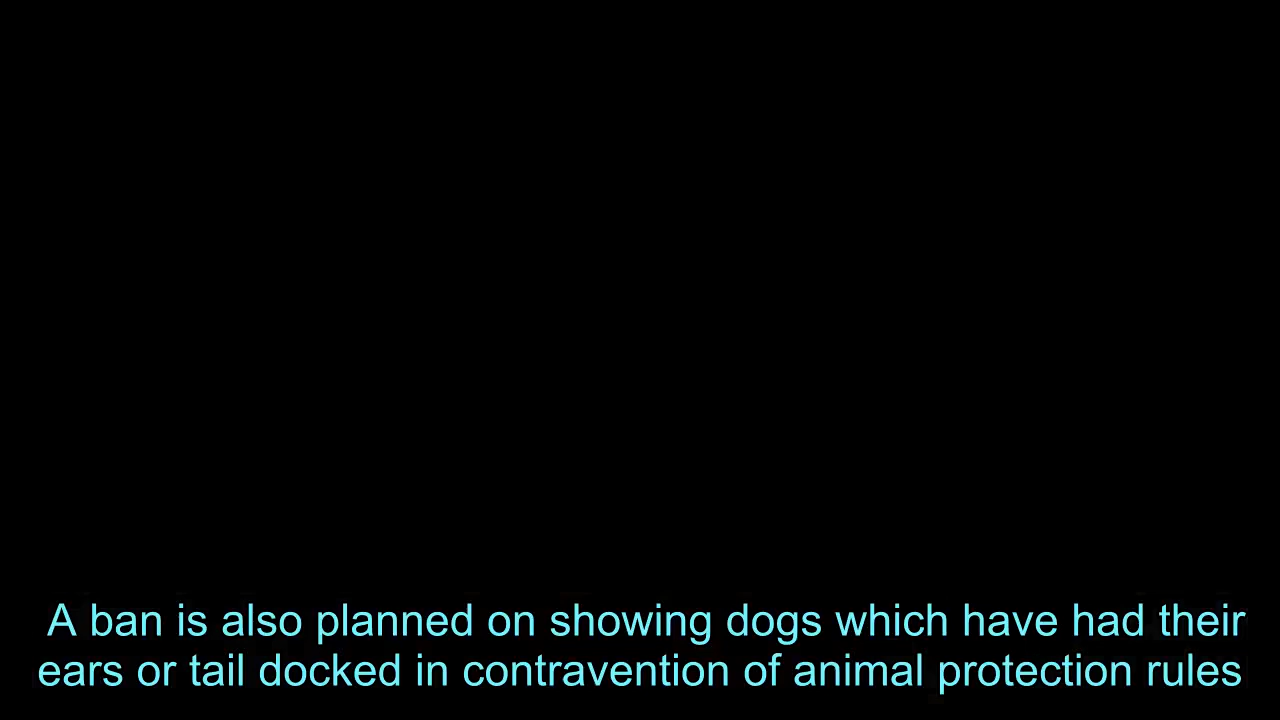 A ban is also planned on showing dogs which have had their
ears or tail docked in contravention of animal protection rules